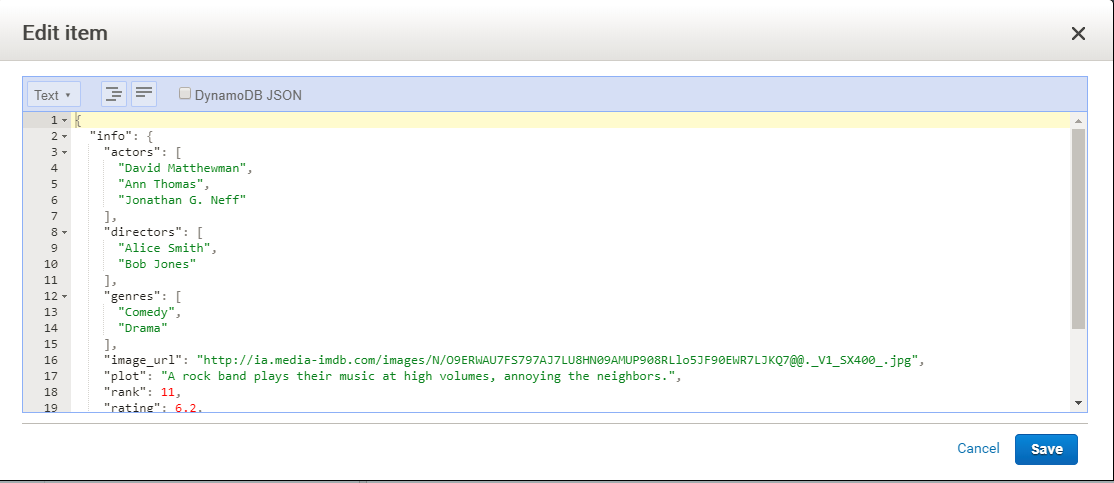 Edit item
Text
DynamoDB JSON
1 {
2 "info": {
3 "actors": [
4 "David Matthewman",
5 "Ann Thomas",
6 "Jonathan G. Neff"
7 ],
8 "directors": [
9 "Alice Smith",
10 "Bob Jones"
11 ],
12 "genres": [
13 "Comedy",
14 "Drama"
15 ],
16 "image_url": "http://ia.media-imdb.com/images/N/O9ERWAU7FS797AJ7LU8HN09AMUP908RLlo5JF90EWR7LJKQ7@@._V1_SX400_.jpg",
17 "plot": "A rock band plays their music at high volumes, annoying the neighbors.",
18 "rank": 11,
19 "rating": 6.2,
Cancel
Save